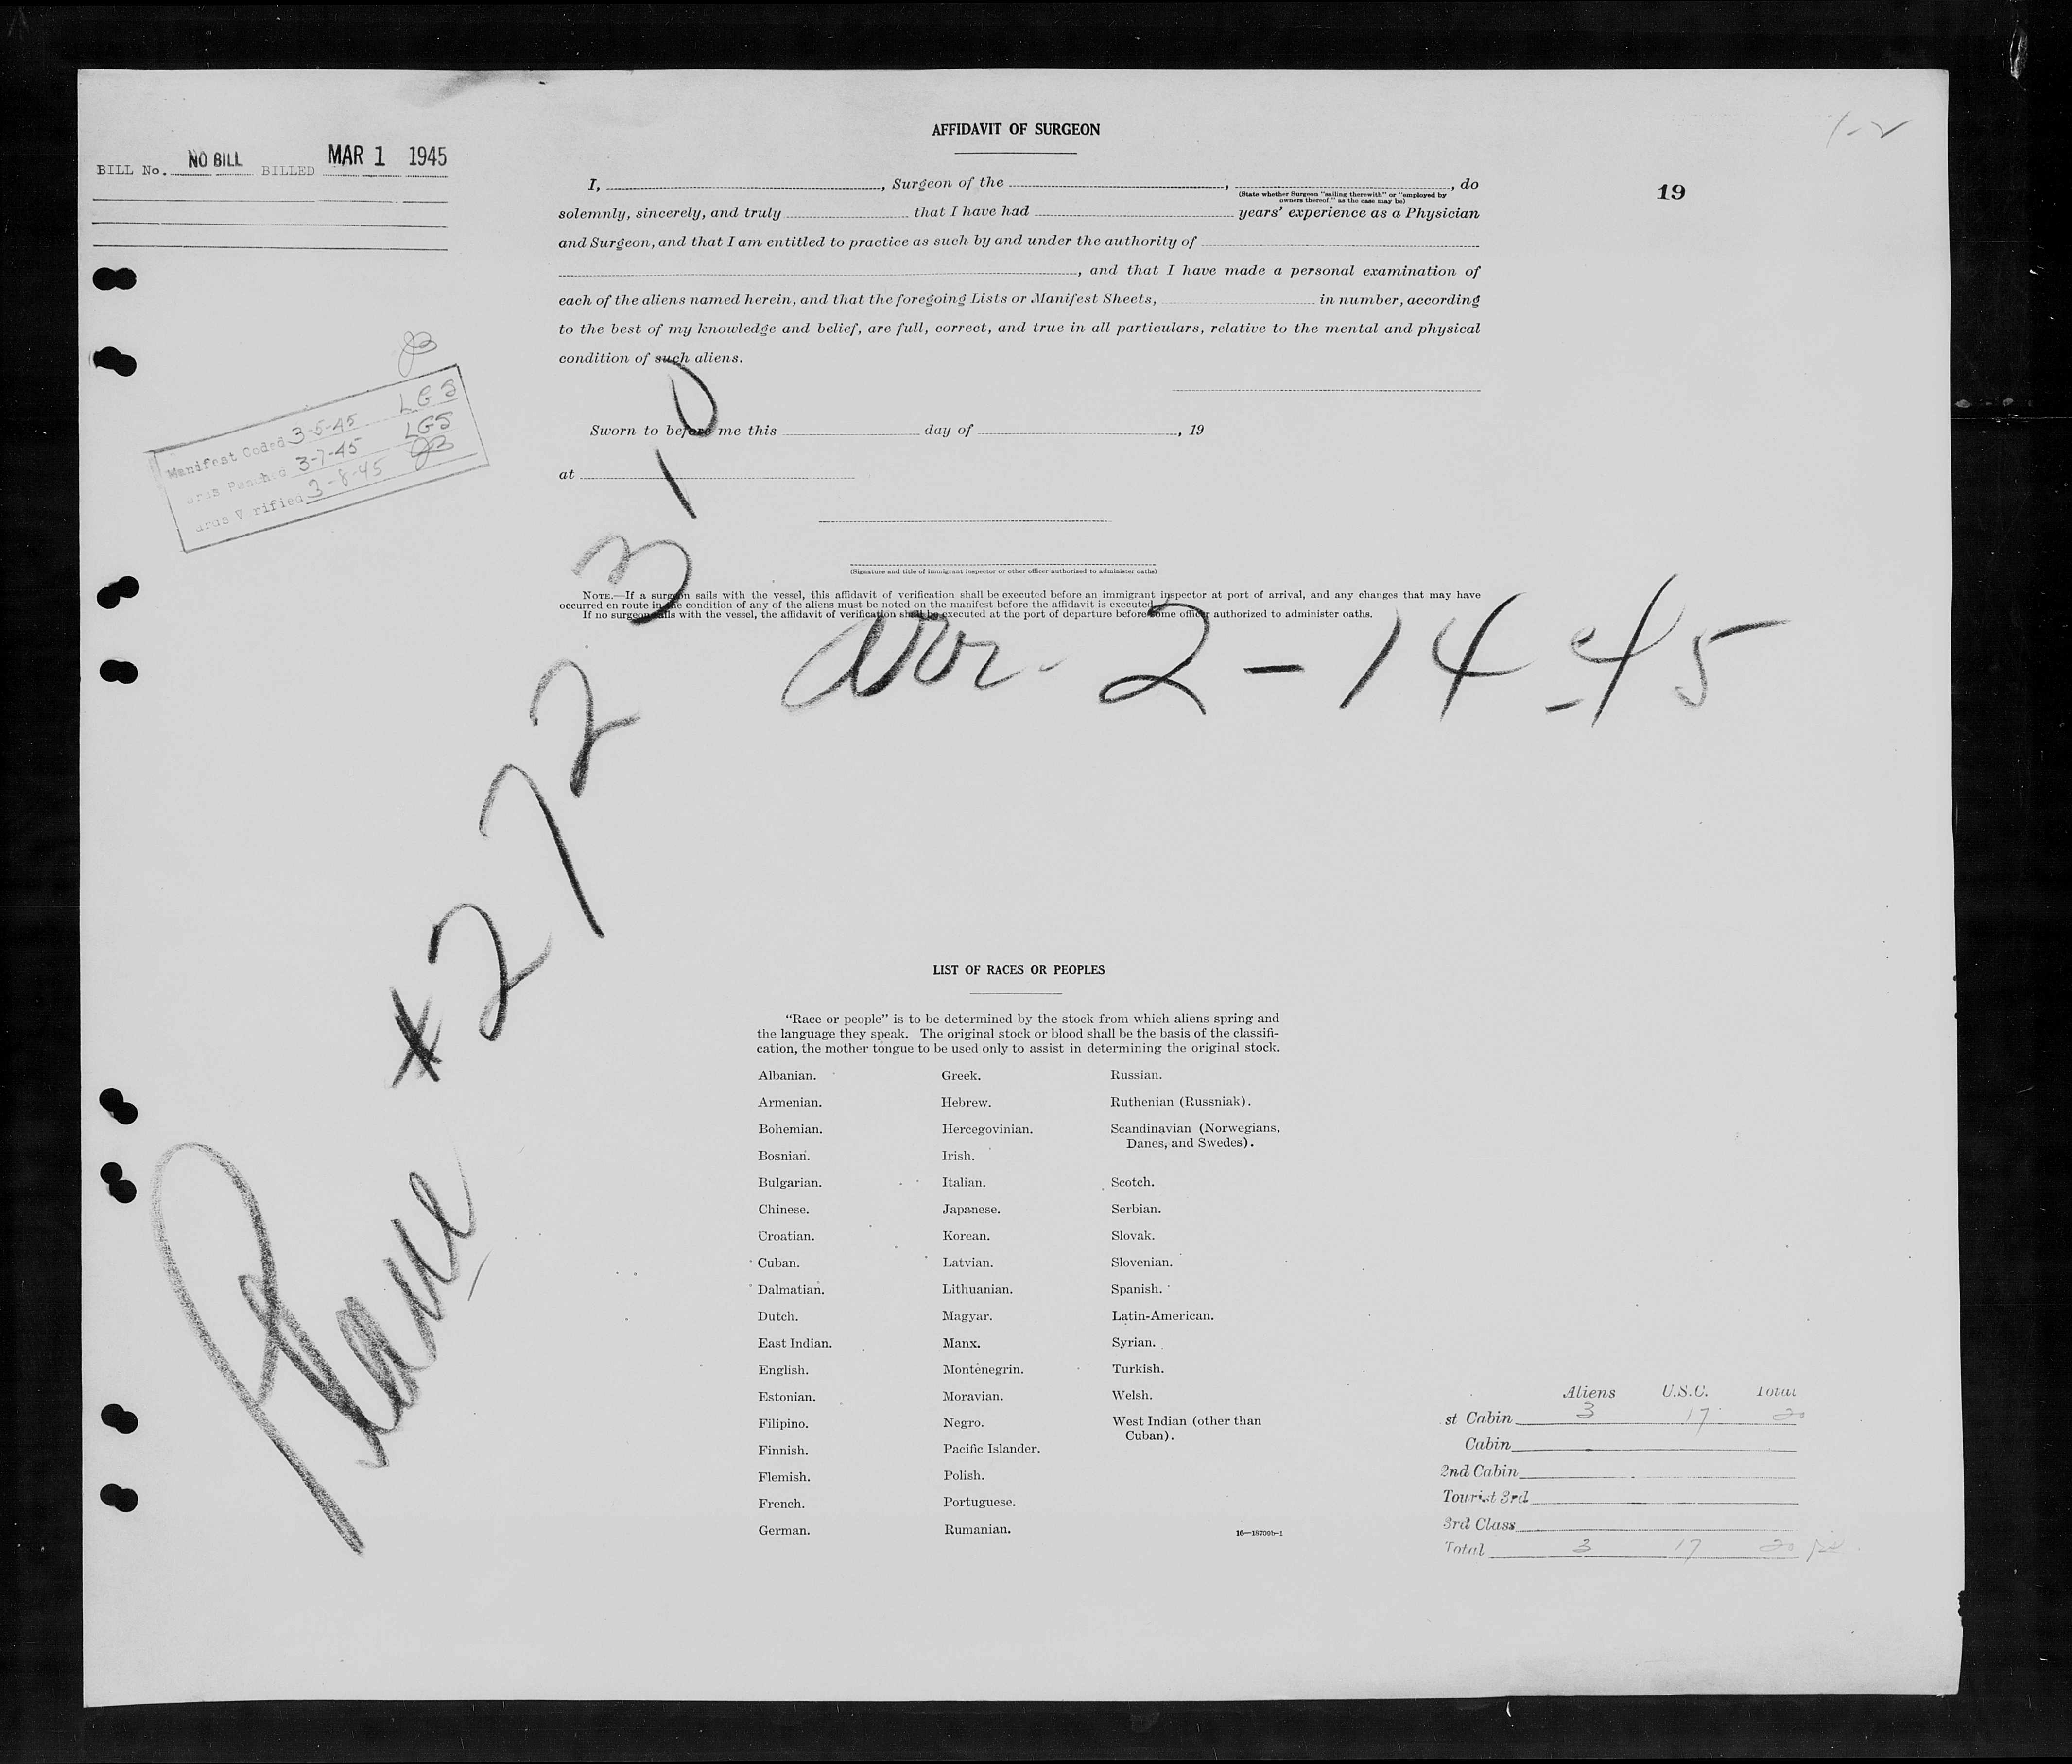 AFFIDAVIT OF SURGEON
1-2
BILL No. NO BILL BILLED MAR 1 1945
19
I, , Surgeon of the , , do
(State whether Surgeon "sailing therewith" or "employed by
owners thereof," as the case may be)
solemnly, sincerely, and truly that I have had years' experience as a Physician
and Surgeon, and that I am entitled to practice as such by and under the authority of
, and that I have made a personal examination of
each of the aliens named herein, and that the foregoing Lists or Manifest Sheets, in number, according
to the best of my knowledge and belief, are full, correct, and true in all particulars, relative to the mental and physical
condition of such aliens.
JB
Manifest Coded 3-5-45 LGS
Punched 3-7-45 LGS
Verified 3-8-45 JB
Sworn to before me this day of , 19
at
(Signature and title of immigrant inspector or other officer authorized to administer oaths)
NOTE.—If a surgeon sails with the vessel, this affidavit of verification shall be executed before an immigrant inspector at port of arrival, and any changes that may have
occurred en route in the condition of any of the aliens must be noted on the manifest before the affidavit is executed.
If no surgeon sails with the vessel, the affidavit of verification shall be executed at the port of departure before some officer authorized to administer oaths.
arr. 2-14-45
Plane #272310
LIST OF RACES OR PEOPLES
"Race or people" is to be determined by the stock from which aliens spring and
the language they speak. The original stock or blood shall be the basis of the classifi-
cation, the mother tongue to be used only to assist in determining the original stock.
Albanian.
Armenian.
Bohemian.
Bosnian.
Bulgarian.
Chinese.
Croatian.
Cuban.
Dalmatian.
Dutch.
East Indian.
English.
Estonian.
Filipino.
Finnish.
Flemish.
French.
German.
Greek.
Hebrew.
Hercegovinian.
Irish.
Italian.
Japanese.
Korean.
Latvian.
Lithuanian.
Magyar.
Manx.
Montenegrin.
Moravian.
Negro.
Pacific Islander.
Polish.
Portuguese.
Rumanian.
Russian.
Ruthenian (Russniak).
Scandinavian (Norwegians,
Danes, and Swedes).
Scotch.
Serbian.
Slovak.
Slovenian.
Spanish.
Latin-American.
Syrian.
Turkish.
Welsh.
West Indian (other than
Cuban).
16—18700b-1
Aliens U.S.C. Total
st Cabin 3 17 20
Cabin
2nd Cabin
Tourist 3rd
3rd Class
Total 3 17 20